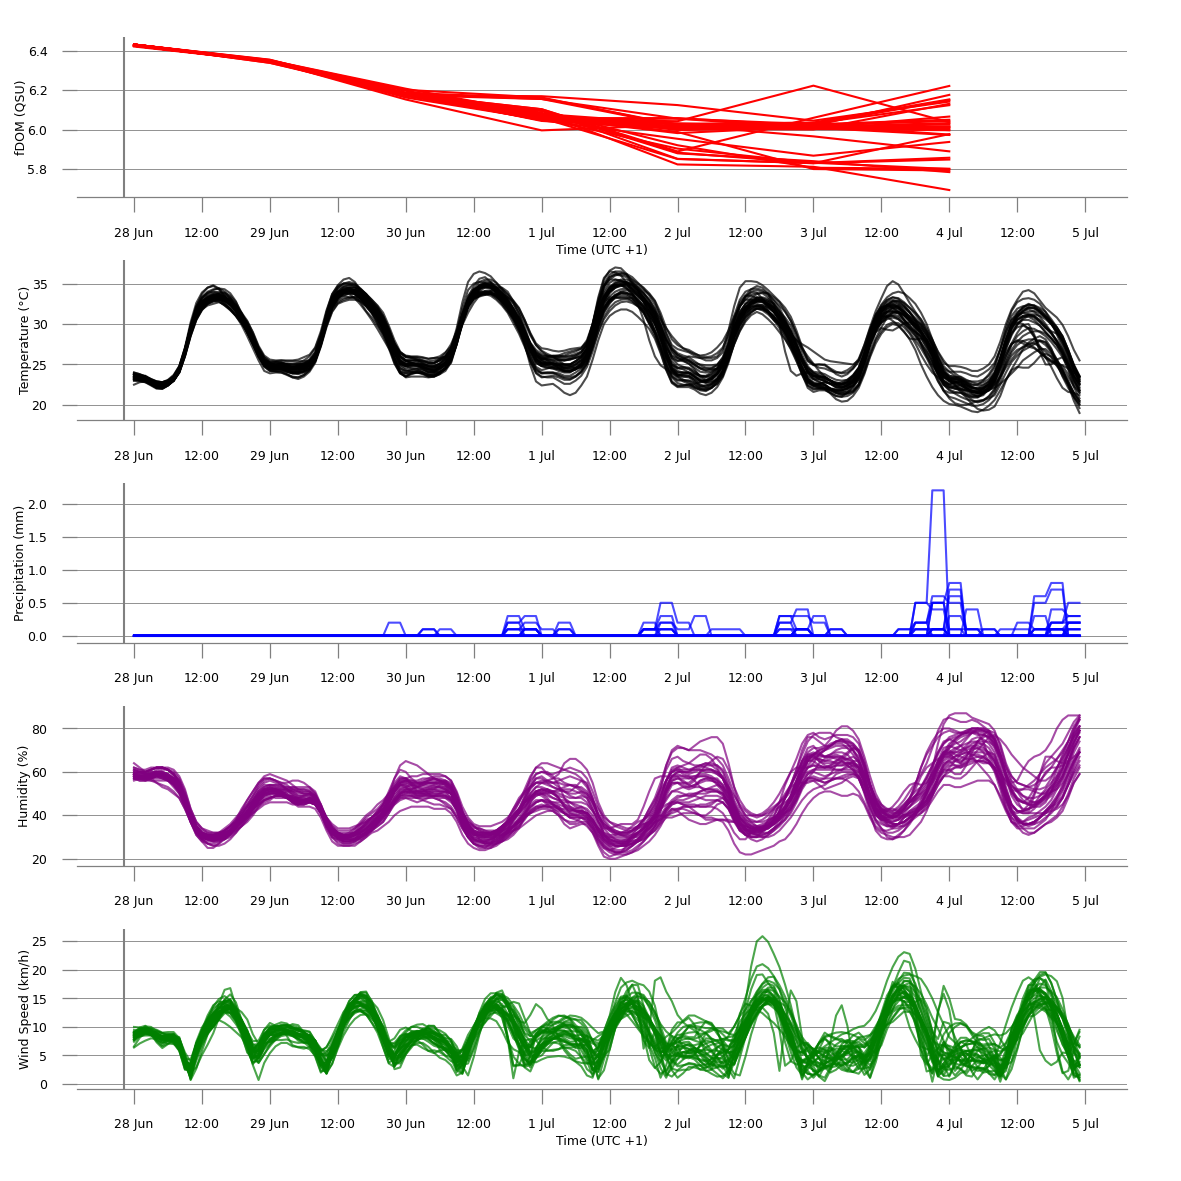 6.4
6.2
6.0
5.8
fDOM (QSU)
28 Jun 12:00 29 Jun 12:00 30 Jun 12:00 1 Jul 12:00 2 Jul 12:00 3 Jul 12:00 4 Jul 12:00 5 Jul
Time (UTC +1)
35
30
25
20
Temperature (°C)
28 Jun 12:00 29 Jun 12:00 30 Jun 12:00 1 Jul 12:00 2 Jul 12:00 3 Jul 12:00 4 Jul 12:00 5 Jul
2.0
1.5
1.0
0.5
0.0
Precipitation (mm)
28 Jun 12:00 29 Jun 12:00 30 Jun 12:00 1 Jul 12:00 2 Jul 12:00 3 Jul 12:00 4 Jul 12:00 5 Jul
80
60
40
20
Humidity (%)
28 Jun 12:00 29 Jun 12:00 30 Jun 12:00 1 Jul 12:00 2 Jul 12:00 3 Jul 12:00 4 Jul 12:00 5 Jul
25
20
15
10
5
0
Wind Speed (km/h)
28 Jun 12:00 29 Jun 12:00 30 Jun 12:00 1 Jul 12:00 2 Jul 12:00 3 Jul 12:00 4 Jul 12:00 5 Jul
Time (UTC +1)